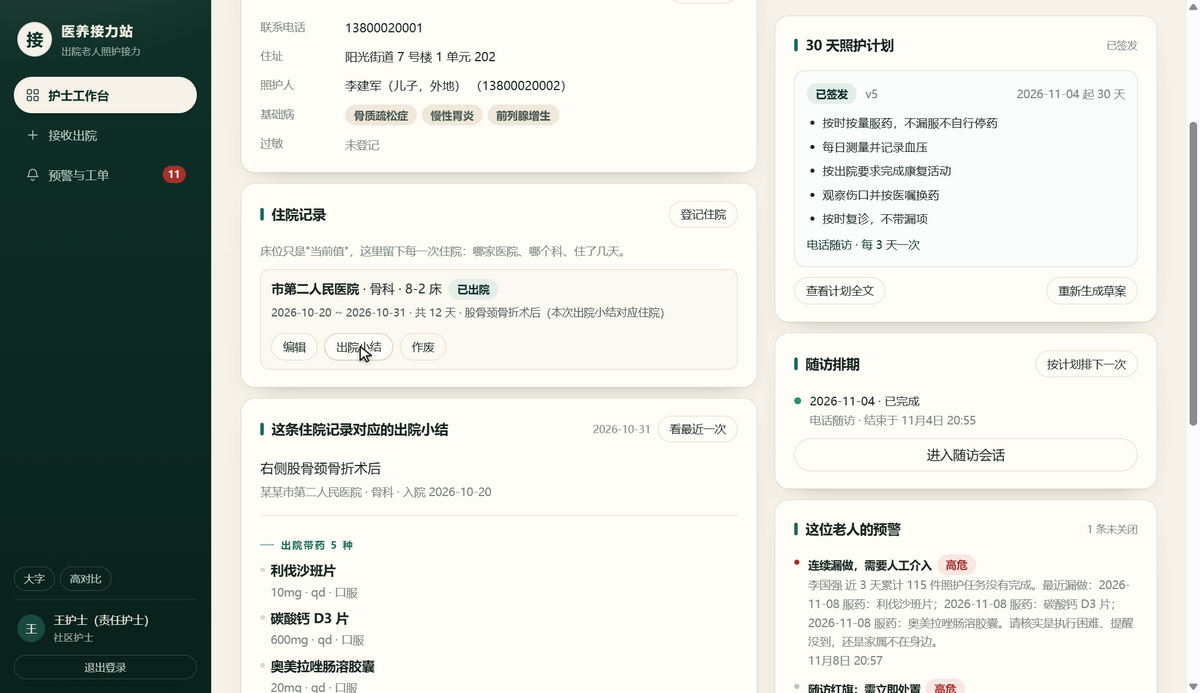 接
医养接力站
出院老人照护接力
护士工作台
接收出院
预警与工单
11
大字
高对比
王
王护士（责任护士）
社区护士
退出登录
联系电话
13800020001
住址
阳光街道 7 号楼 1 单元 202
照护人
李建军（儿子，外地）（13800020002）
基础病
骨质疏松症
慢性胃炎
前列腺增生
过敏
未登记
住院记录
登记住院
床位只是"当前值"，这里留下每一次住院：哪家医院、哪个科、住了几天。
市第二人民医院 · 骨科 · 8-2 床
已出院
2026-10-20 ~ 2026-10-31 · 共 12 天 · 股骨颈骨折术后（本次出院小结对应住院）
编辑
出院小结
作废
这条住院记录对应的出院小结
2026-10-31
看最近一次
右侧股骨颈骨折术后
某某市第二人民医院 · 骨科 · 入院 2026-10-20
出院带药 5 种
利伐沙班片
10mg · qd · 口服
碳酸钙 D3 片
600mg · qd · 口服
奥美拉唑肠溶胶囊
20mg · qd · 口服
30 天照护计划
已签发
已签发
v5
2026-11-04 起 30 天
按时按量服药，不漏服不自行停药
每日测量并记录血压
按出院要求完成康复活动
观察伤口并按医嘱换药
按时复诊，不带漏项
电话随访 · 每 3 天一次
查看计划全文
重新生成草案
随访排期
按计划排下一次
2026-11-04 · 已完成
电话随访 · 结束于 11月4日 20:55
进入随访会话
这位老人的预警
1 条未关闭
连续漏做，需要人工介入
高危
李国强 近 3 天累计 115 件照护任务没有完成。最近漏做：2026-
11-08 服药：利伐沙班片；2026-11-08 服药：碳酸钙 D3 片；
2026-11-08 服药：奥美拉唑肠溶胶囊。请核实是执行困难、提醒
没到，还是家属不在身边。
11月8日 20:57
随访红旗：需立即处置
高危